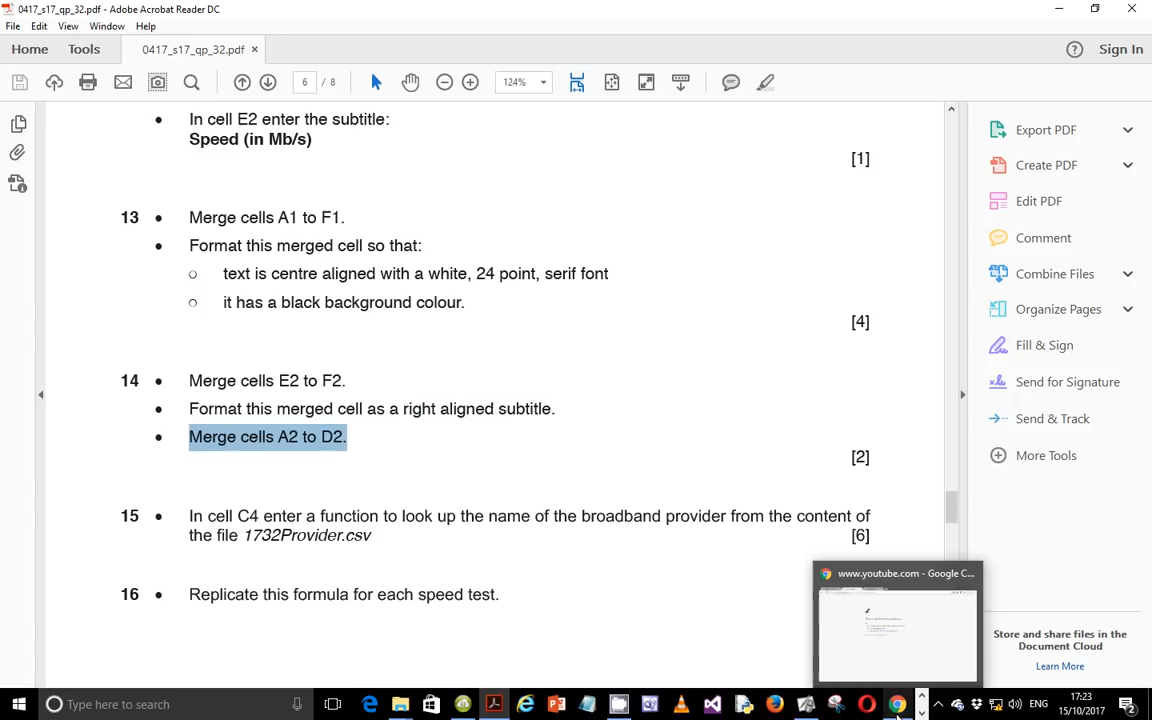 0417_s17_qp_32.pdf - Adobe Acrobat Reader DC
File Edit View Window Help
Home Tools 0417_s17_qp_32.pdf × Sign In
6 / 8 124%
In cell E2 enter the subtitle:
Speed (in Mb/s)
[1]
13 • Merge cells A1 to F1.
• Format this merged cell so that:
○ text is centre aligned with a white, 24 point, serif font
○ it has a black background colour.
[4]
14 • Merge cells E2 to F2.
• Format this merged cell as a right aligned subtitle.
• Merge cells A2 to D2.
[2]
15 • In cell C4 enter a function to look up the name of the broadband provider from the content of
the file 1732Provider.csv [6]
16 • Replicate this formula for each speed test.
Export PDF
Create PDF
Edit PDF
Comment
Combine Files
Organize Pages
Fill & Sign
Send for Signature
Send & Track
More Tools
Store and share files in the
Document Cloud
Learn More
www.youtube.com - Google C...
Type here to search
ENG
17:23
15/10/2017
2